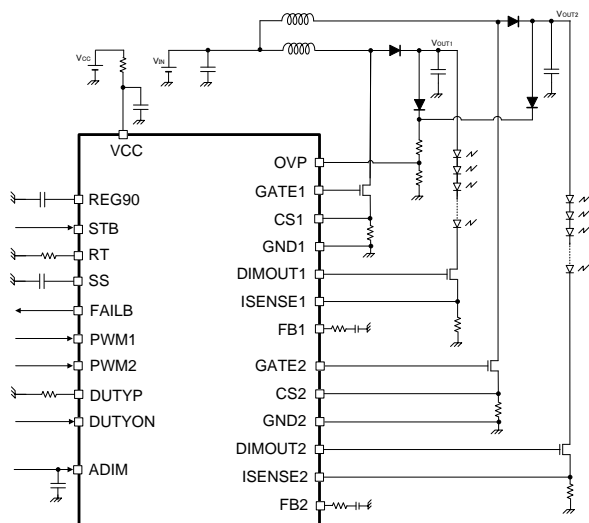 VOUT2
VOUT1
VCC
VIN
VCC
OVP
GATE1
REG90
CS1
STB
GND1
RT
DIMOUT1
SS
ISENSE1
FAILB
FB1
PWM1
PWM2
GATE2
DUTYP
CS2
DUTYON
GND2
DIMOUT2
ADIM
ISENSE2
FB2